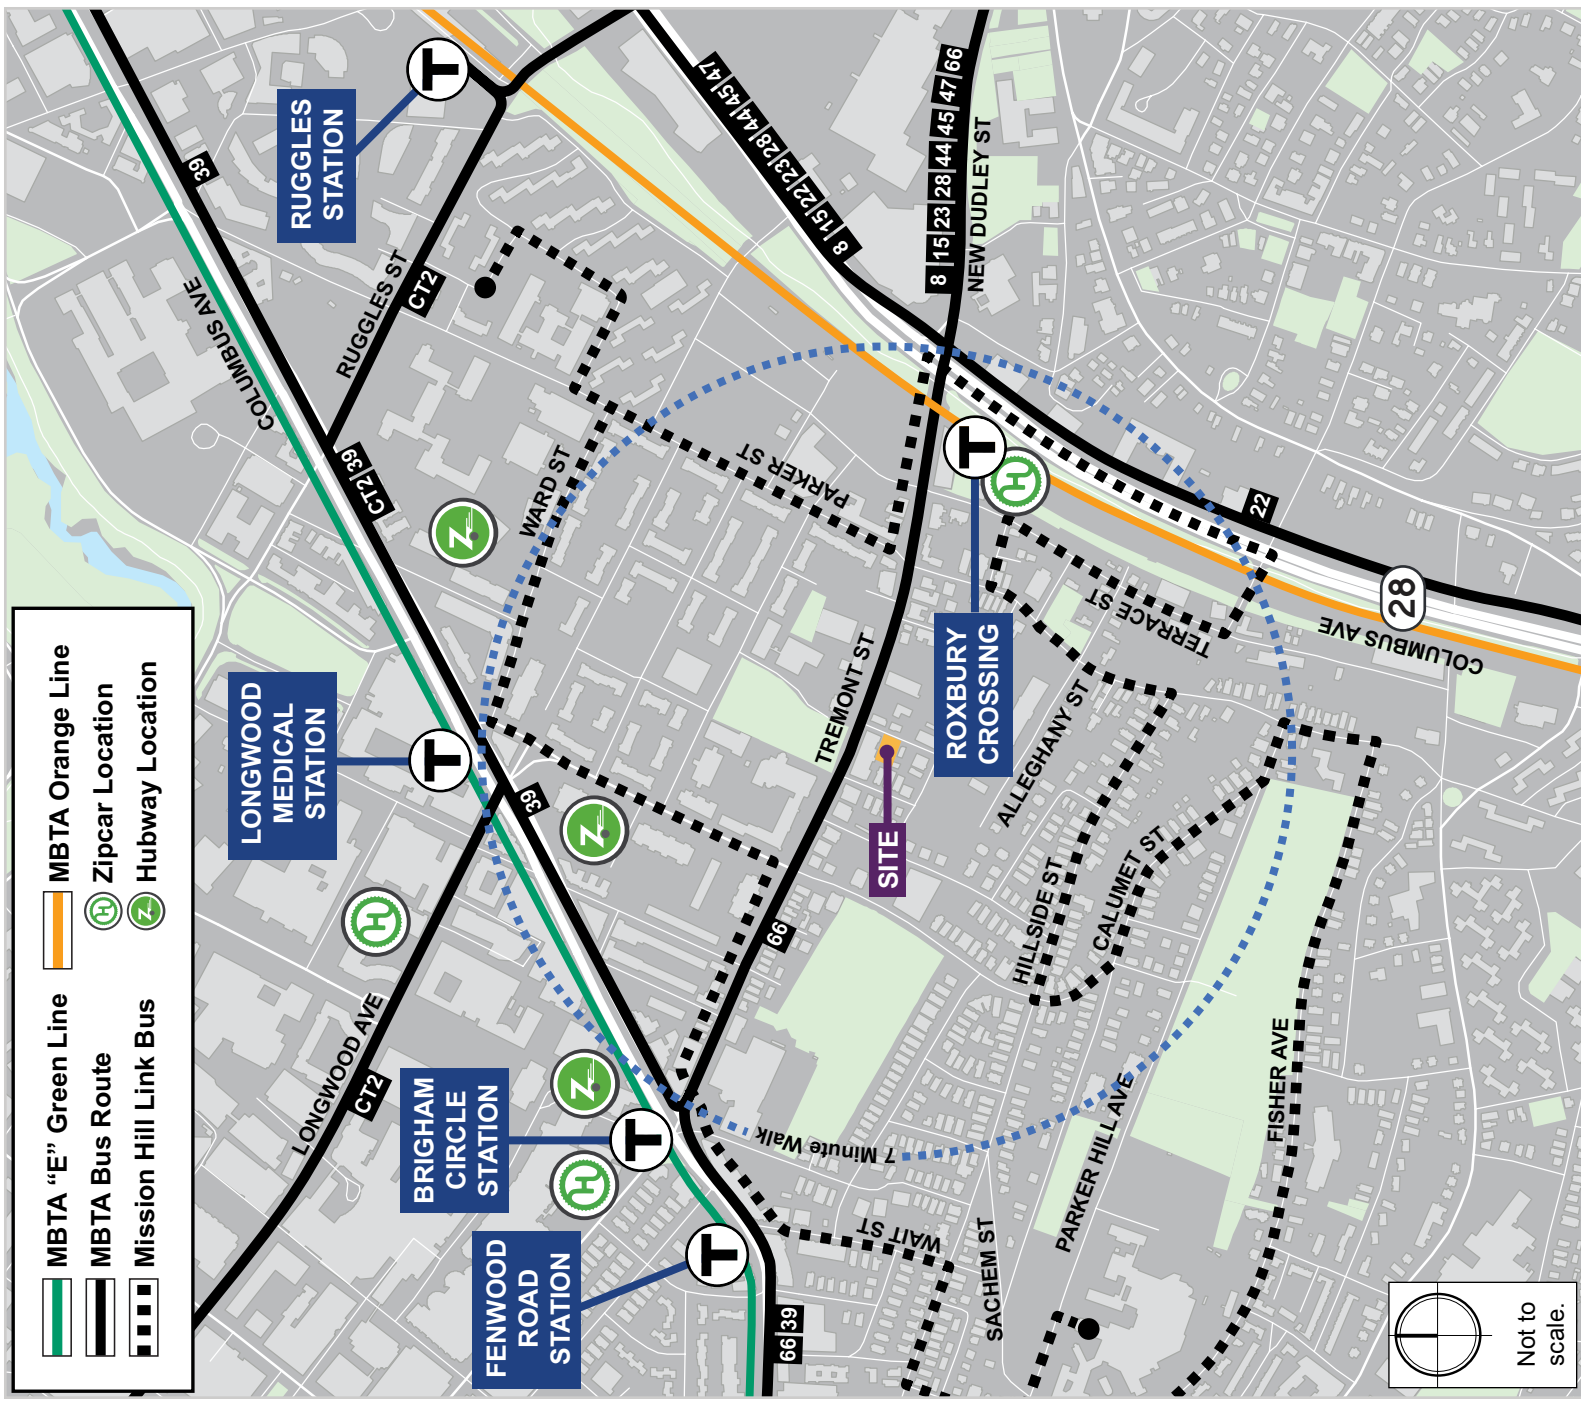 MBTA “E” Green Line
MBTA Bus Route
Mission Hill Link Bus
MBTA Orange Line
Zipcar Location
Hubway Location
RUGGLES
STATION
T
39
COLUMBUS AVE
RUGGLES ST
CT2
CT2 39
47
45
44
28
23
22
15
8
8 15 23 28 44 45 47 66
NEW DUDLEY ST
WARD ST
PARKER ST
Z
T
H
LONGWOOD
MEDICAL
STATION
T
39
Z
H
TREMONT ST
ROXBURY
CROSSING
TERRACE ST
22
28
COLUMBUS AVE
SITE
ALLEGHANY ST
HILLSIDE ST
CALUMET ST
66
LONGWOOD AVE
CT2
BRIGHAM
CIRCLE
STATION
Z
T
H
7 Minute Walk
FENWOOD
ROAD
STATION
T
66 39
WAIT ST
SACHEM ST
PARKER HILL AVE
FISHER AVE
Not to
scale.